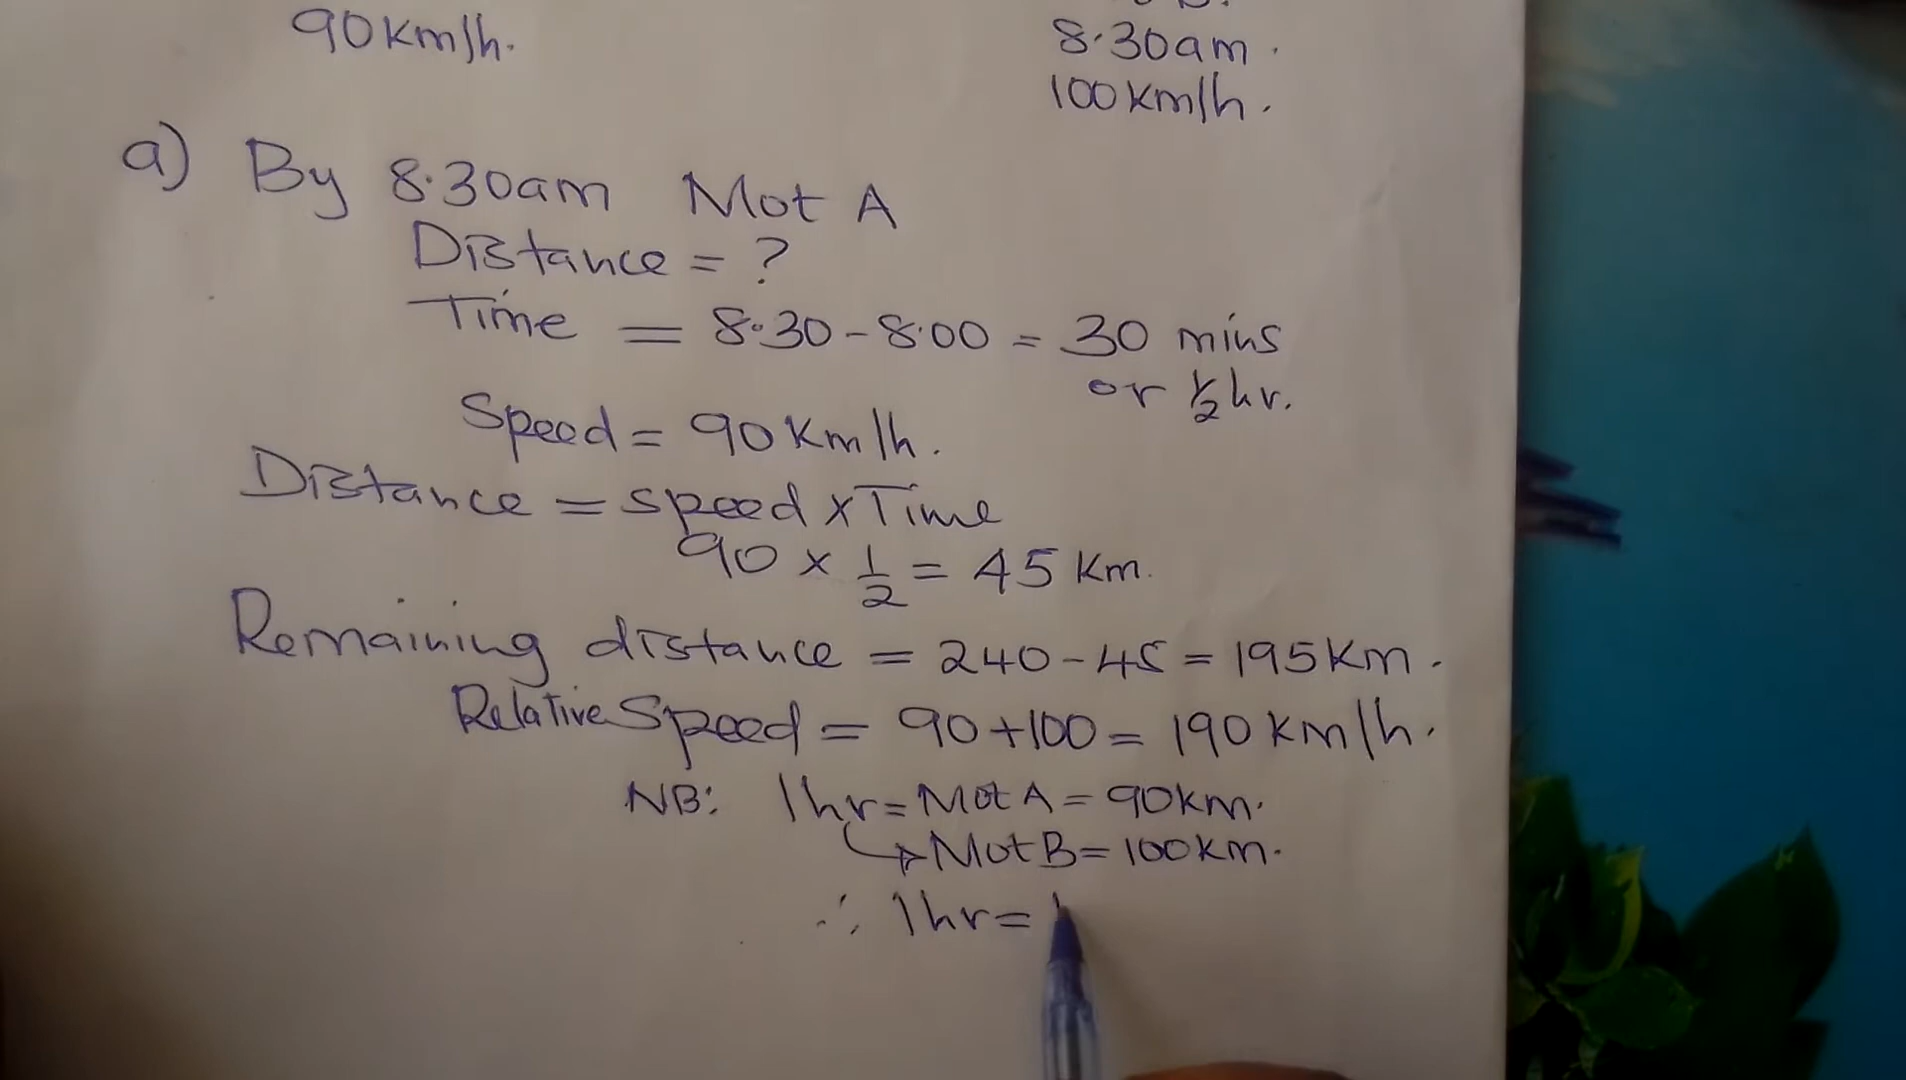 90km/h.
8.30am.
100km/h.
a) By 8.30am Mot A
Distance = ?
Time = 8.30-8.00 = 30 mins
or ½hr.
Speed = 90Km/h.
Distance = speed x Time
90 x 1/2 = 45 Km.
Remaining distance = 240-45 = 195Km.
Relative Speed = 90+100 = 190 km/h.
NB: 1hr = Mot A = 90km.
Mot B = 100km.
∴ 1hr =